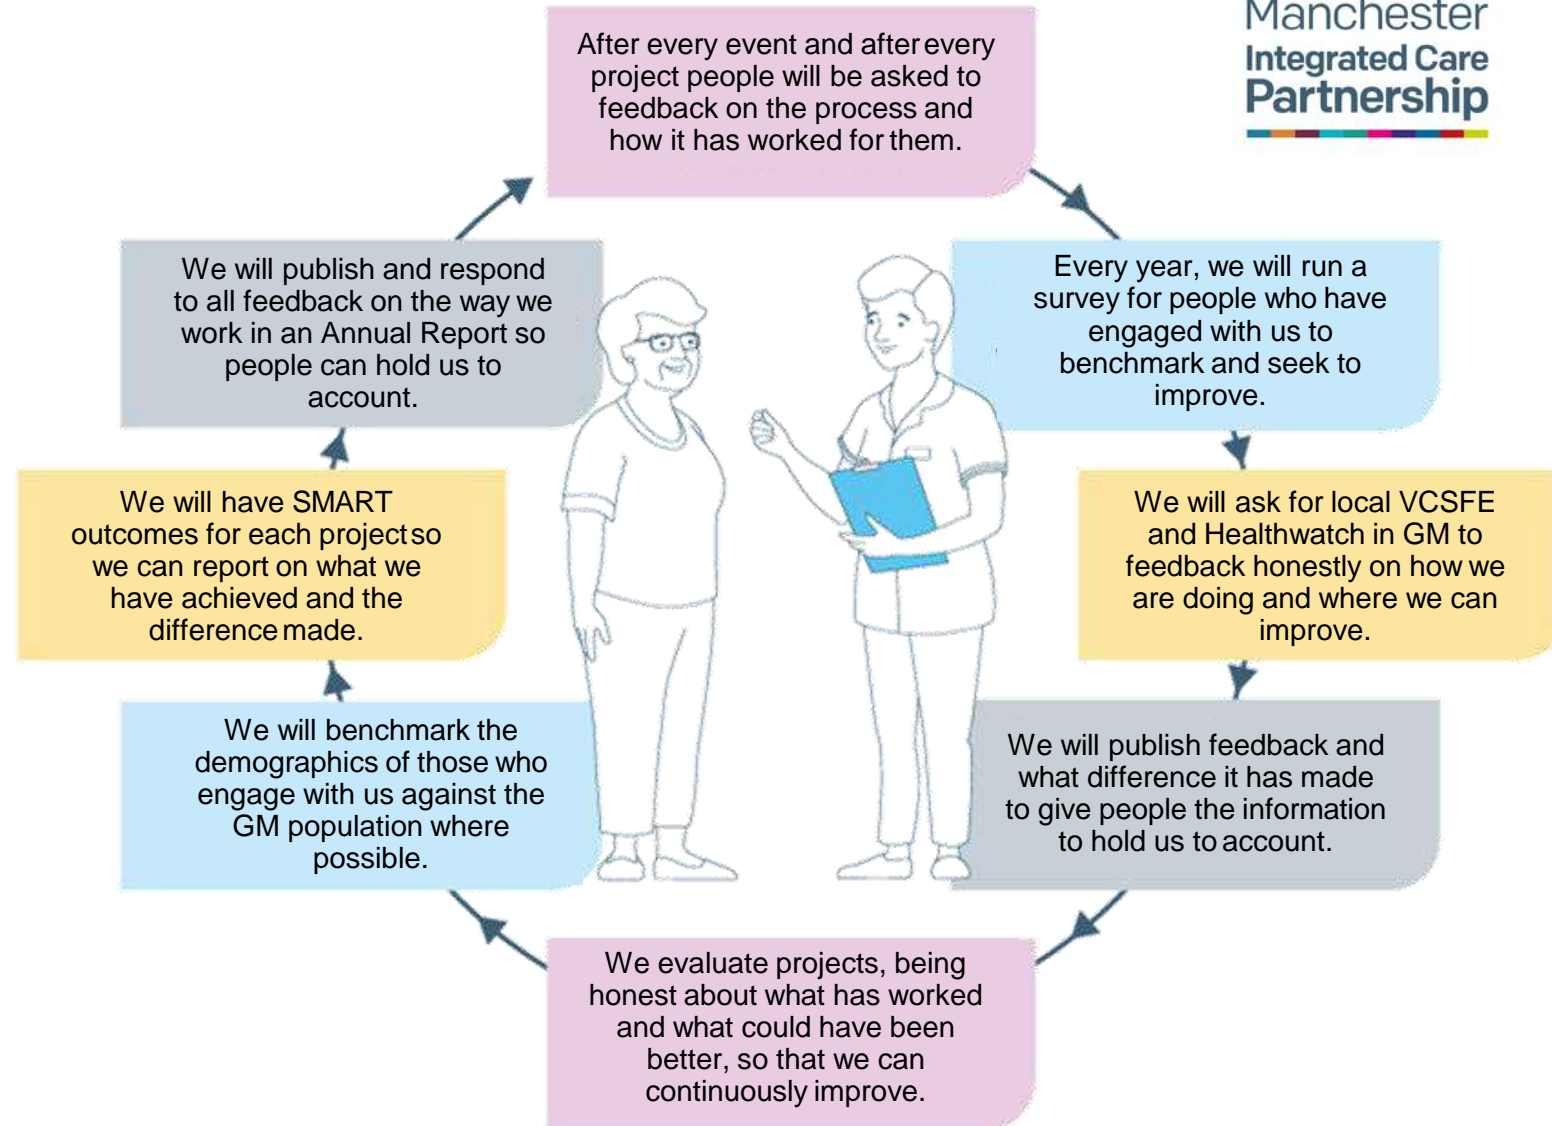 Manchester
Integrated Care
Partnership
After every event and after every
project people will be asked to
feedback on the process and
how it has worked for them.
Every year, we will run a
survey for people who have
engaged with us to
benchmark and seek to
improve.
We will ask for local VCSFE
and Healthwatch in GM to
feedback honestly on how we
are doing and where we can
improve.
We will publish feedback and
what difference it has made
to give people the information
to hold us to account.
We evaluate projects, being
honest about what has worked
and what could have been
better, so that we can
continuously improve.
We will benchmark the
demographics of those who
engage with us against the
GM population where
possible.
We will have SMART
outcomes for each project so
we can report on what we
have achieved and the
difference made.
We will publish and respond
to all feedback on the way we
work in an Annual Report so
people can hold us to
account.